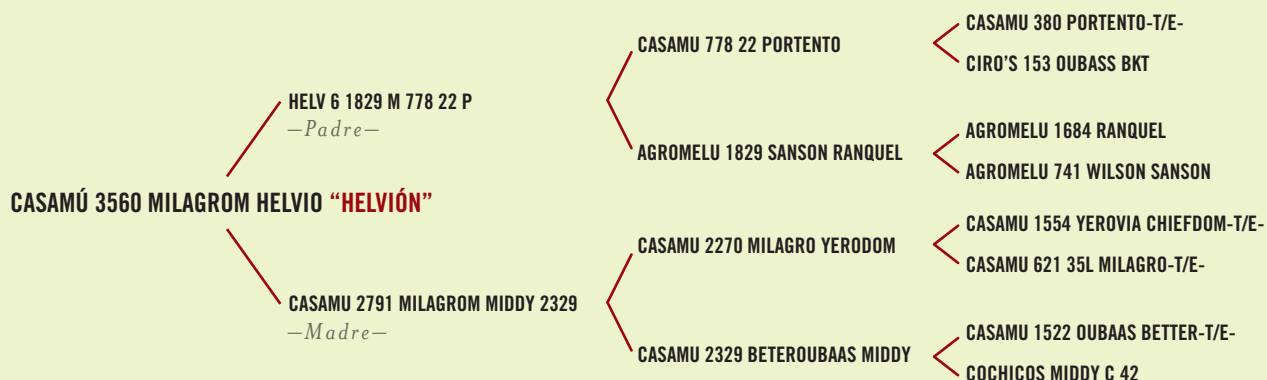 CASAMU 380 PORTENTO-T/E-
CASAMU 778 22 PORTENTO
CIRO'S 153 OUBASS BKT
HELV 6 1829 M 778 22 P
—Padre—
AGROMELU 1684 RANQUEL
AGROMELU 1829 SANSON RANQUEL
AGROMELU 741 WILSON SANSON
CASAMÚ 3560 MILAGROM HELVIO “HELVIÓN”
CASAMU 1554 YEROVIA CHIEFDOM-T/E-
CASAMU 2270 MILAGRO YERODOM
CASAMU 621 35L MILAGRO-T/E-
CASAMU 2791 MILAGROM MIDDY 2329
—Madre—
CASAMU 1522 OUBAAS BETTER-T/E-
CASAMU 2329 BETEROUBAAS MIDDY
COCHICOS MIDDY C 42